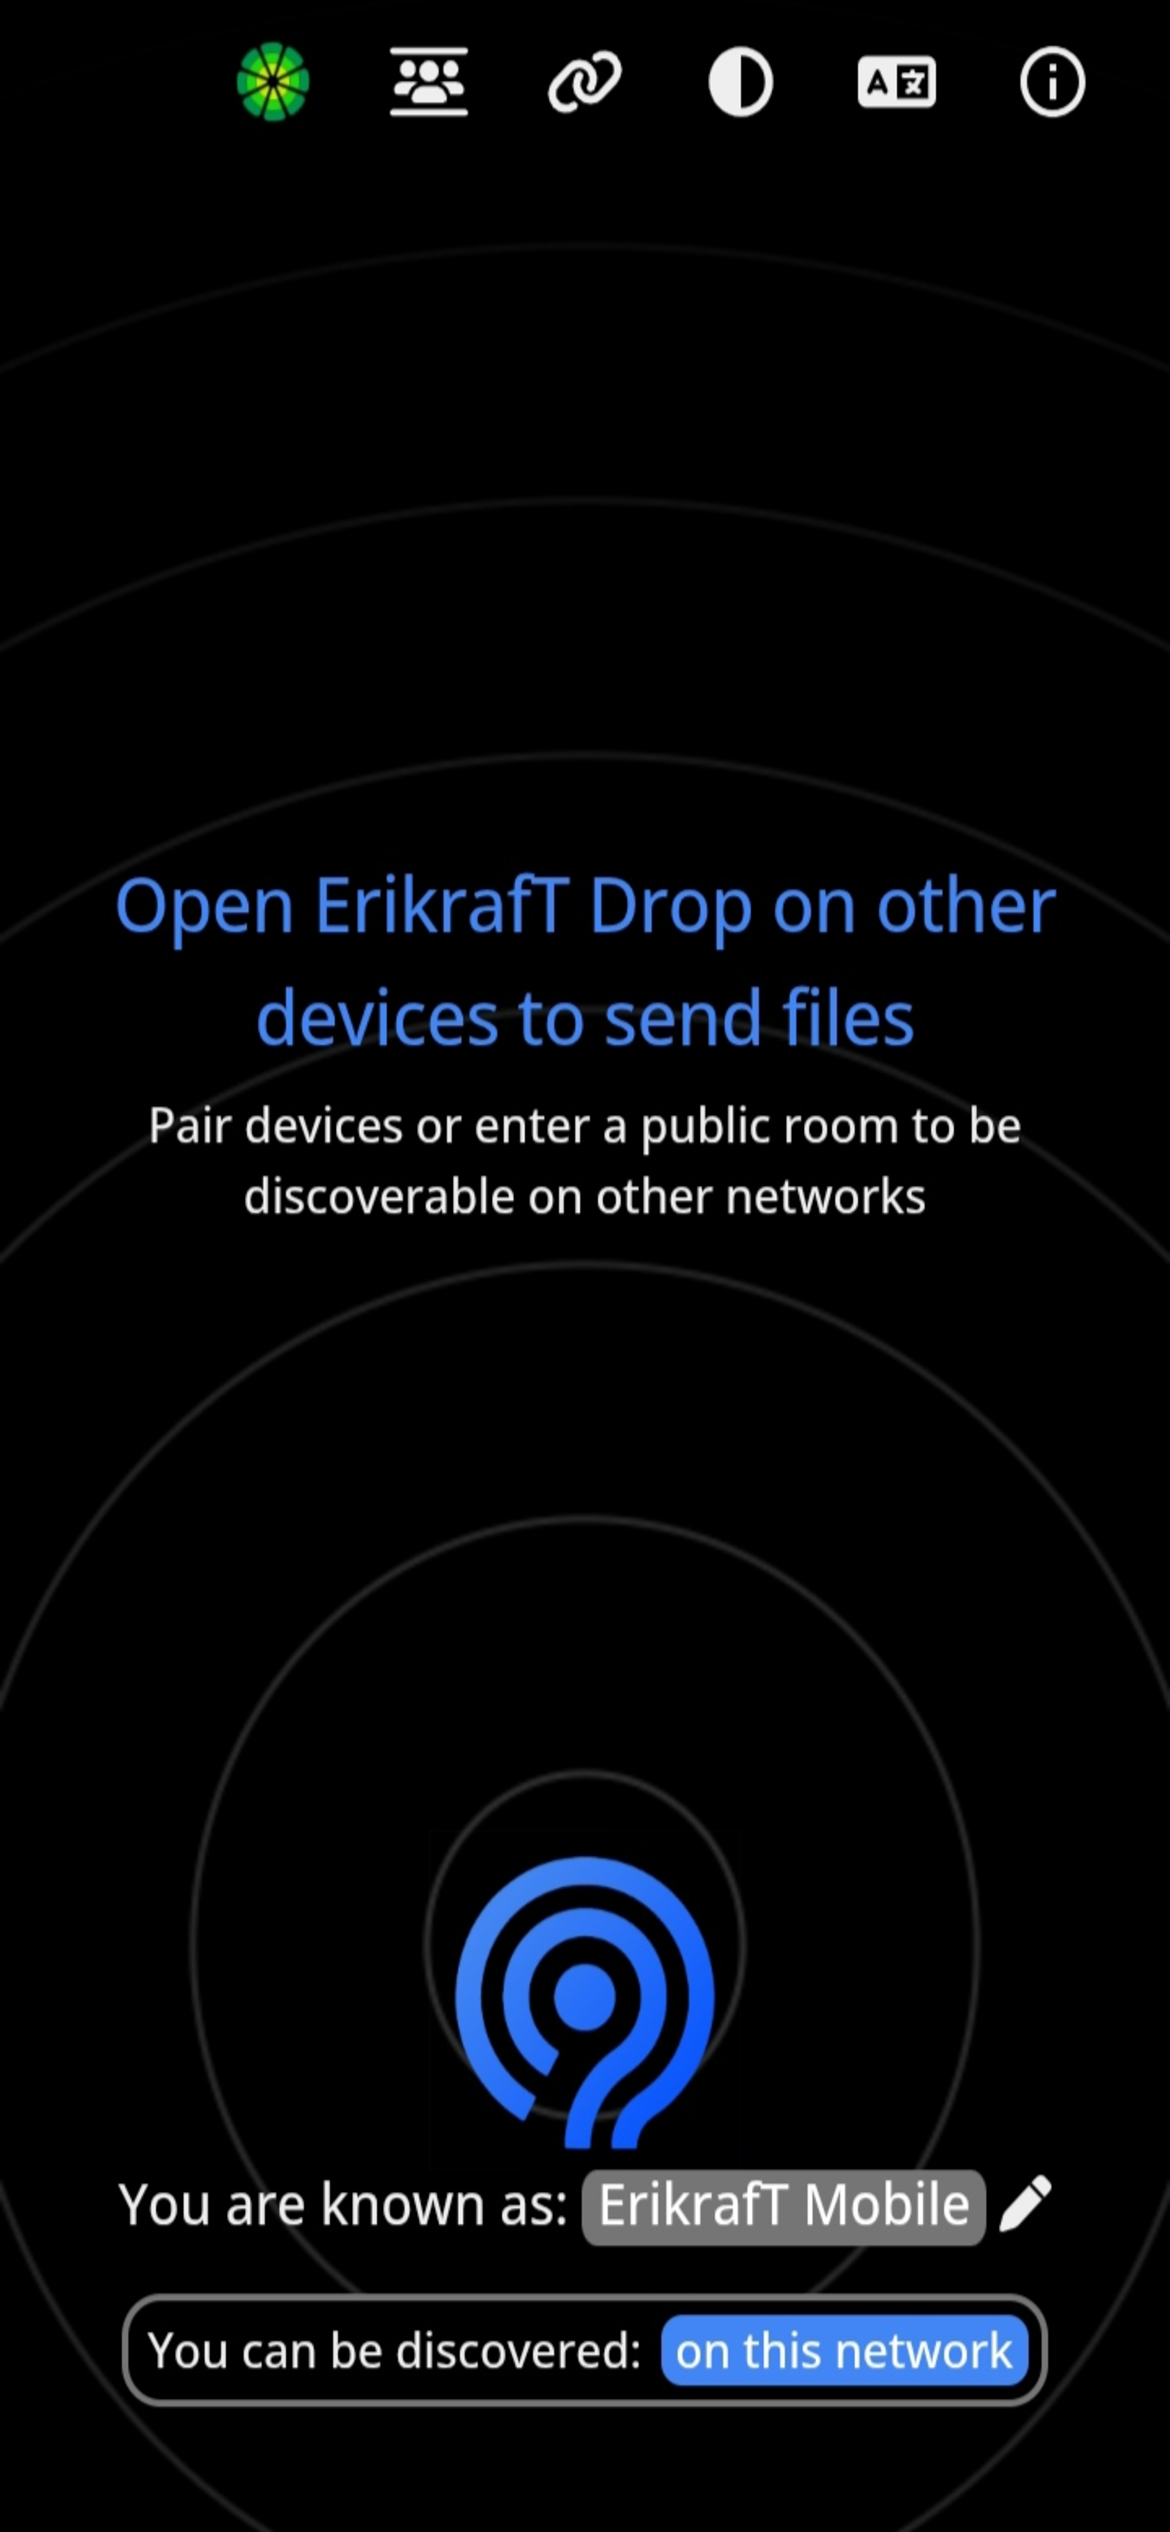 A 文
Open ErikrafT Drop on other
devices to send files
Pair devices or enter a public room to be
discoverable on other networks
You are known as: ErikrafT Mobile
You can be discovered: on this network